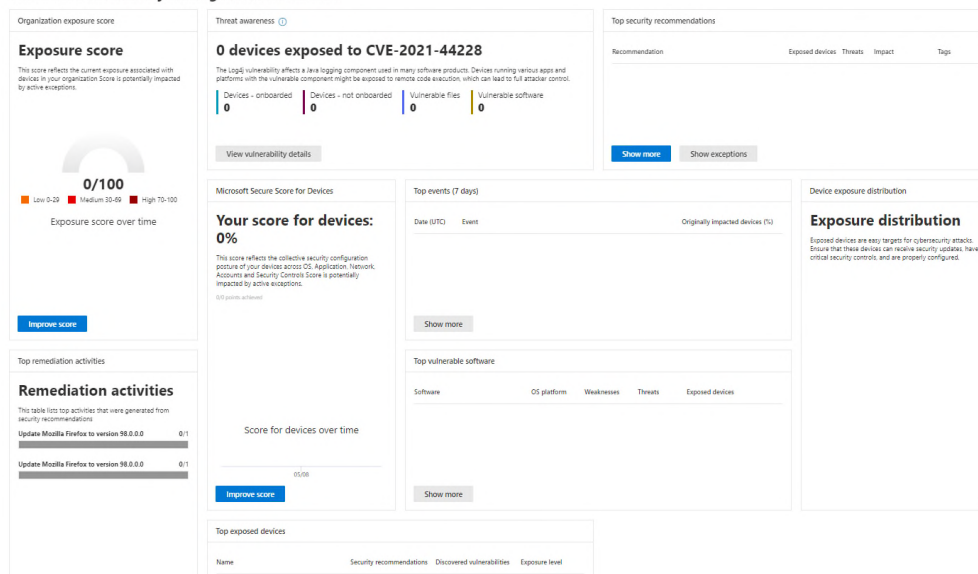 Organization exposure score
Exposure score
This score reflects the current exposure associated with
devices in your organization Score is potentially impacted
by active exceptions.
0/100
Low 0-29 Medium 30-69 High 70-100
Exposure score over time
Improve score
Threat awareness
0 devices exposed to CVE-2021-44228
The Log4j vulnerability affects a Java logging component used in many software products. Devices running various apps and
platforms with the vulnerable component might be exposed to remote code execution, which can lead to full attacker control.
Devices - onboarded
0
Devices - not onboarded
0
Vulnerable files
0
Vulnerable software
0
View vulnerability details
Top security recommendations
Recommendation Exposed devices Threats Impact Tags
Show more Show exceptions
Microsoft Secure Score for Devices
Your score for devices:
0%
This score reflects the collective security configuration
posture of your devices across OS, Application, Network,
Accounts and Security Controls Score is potentially
impacted by active exceptions.
0/0 points achieved
Score for devices over time
05/08
Improve score
Top events (7 days)
Date (UTC) Event Originally impacted devices (%)
Show more
Device exposure distribution
Exposure distribution
Exposed devices are easy targets for cybersecurity attacks.
Ensure that these devices can receive security updates, have
critical security controls, and are properly configured.
Top remediation activities
Remediation activities
This table lists top activities that were generated from
security recommendations
Update Mozilla Firefox to version 98.0.0.0 0/1
Update Mozilla Firefox to version 98.0.0.0 0/1
Top vulnerable software
Software OS platform Weaknesses Threats Exposed devices
Show more
Top exposed devices
Name Security recommendations Discovered vulnerabilities Exposure level